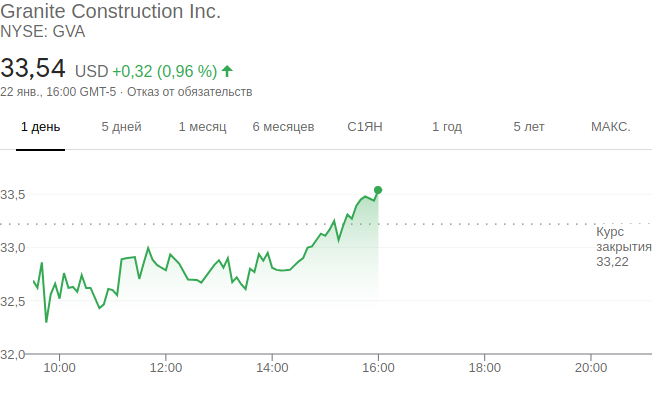 Granite Construction Inc.
NYSE: GVA
33,54 USD +0,32 (0,96 %)
22 янв., 16:00 GMT-5 · Отказ от обязательств
1 день 5 дней 1 месяц 6 месяцев С1ЯН 1 год 5 лет МАКС.
33,5
Курс
закрытия
33,22
33,0
32,5
32,0
10:00 12:00 14:00 16:00 18:00 20:00